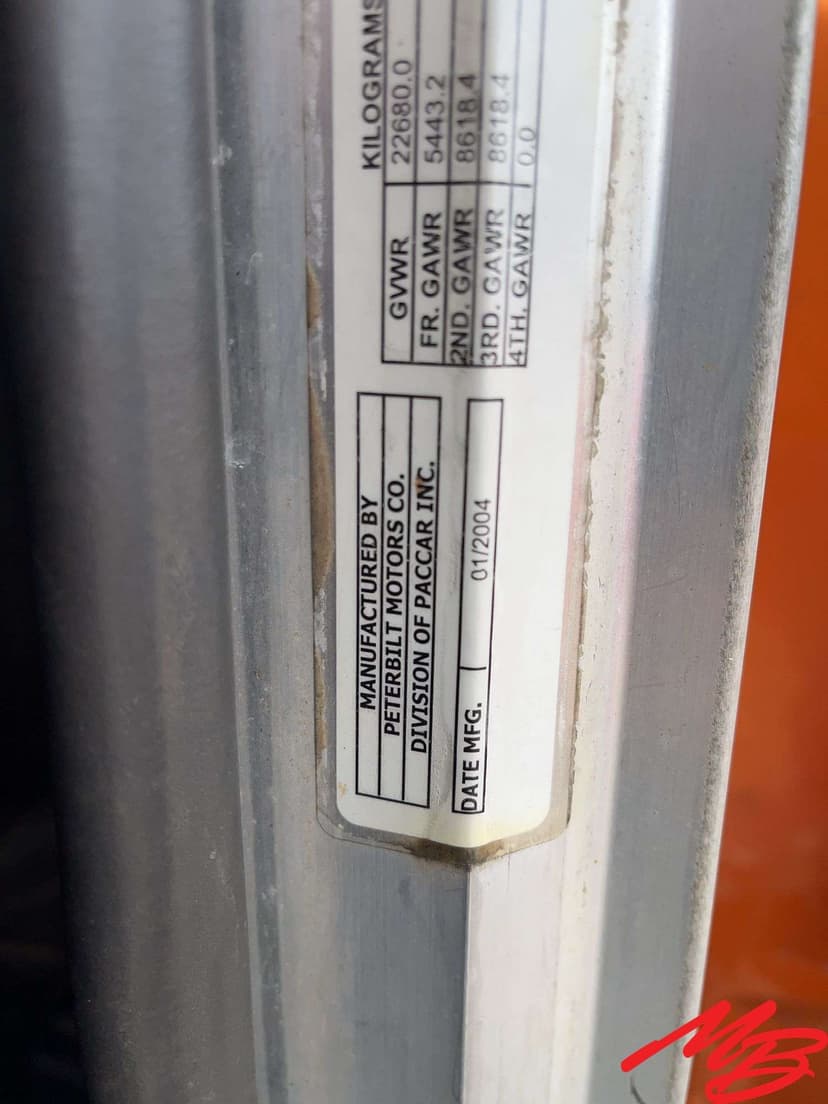 MANUFACTURED BY
PETERBILT MOTORS CO.
DIVISION OF PACCAR INC.
DATE MFG. 01/2004
KILOGRAMS
GVWR 22680.0
FR. GAWR 5443.2
2ND. GAWR 8618.4
3RD. GAWR 8618.4
4TH. GAWR 0.0
MB